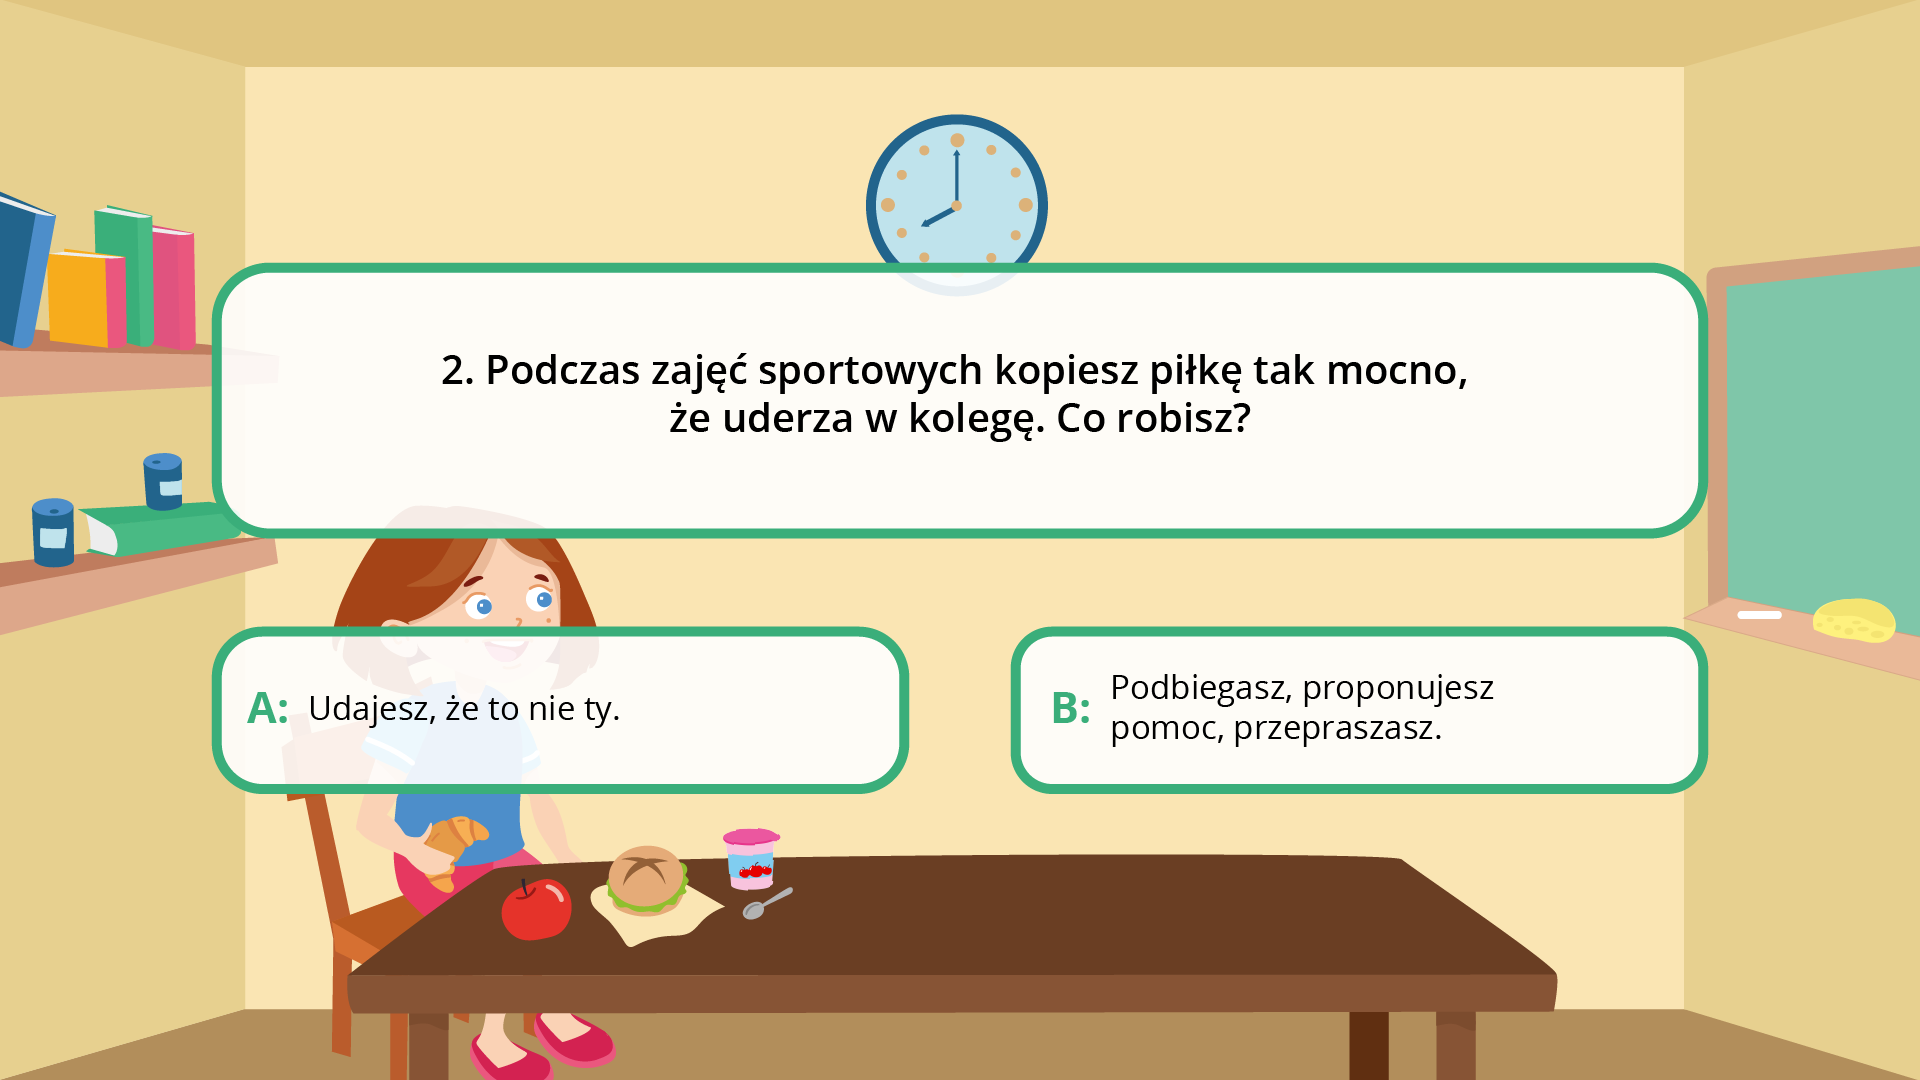 2. Podczas zajęć sportowych kopiesz piłkę tak mocno,
że uderza w kolegę. Co robisz?
A: Udajesz, że to nie ty.
B: Podbiegasz, proponujesz
pomoc, przepraszasz.